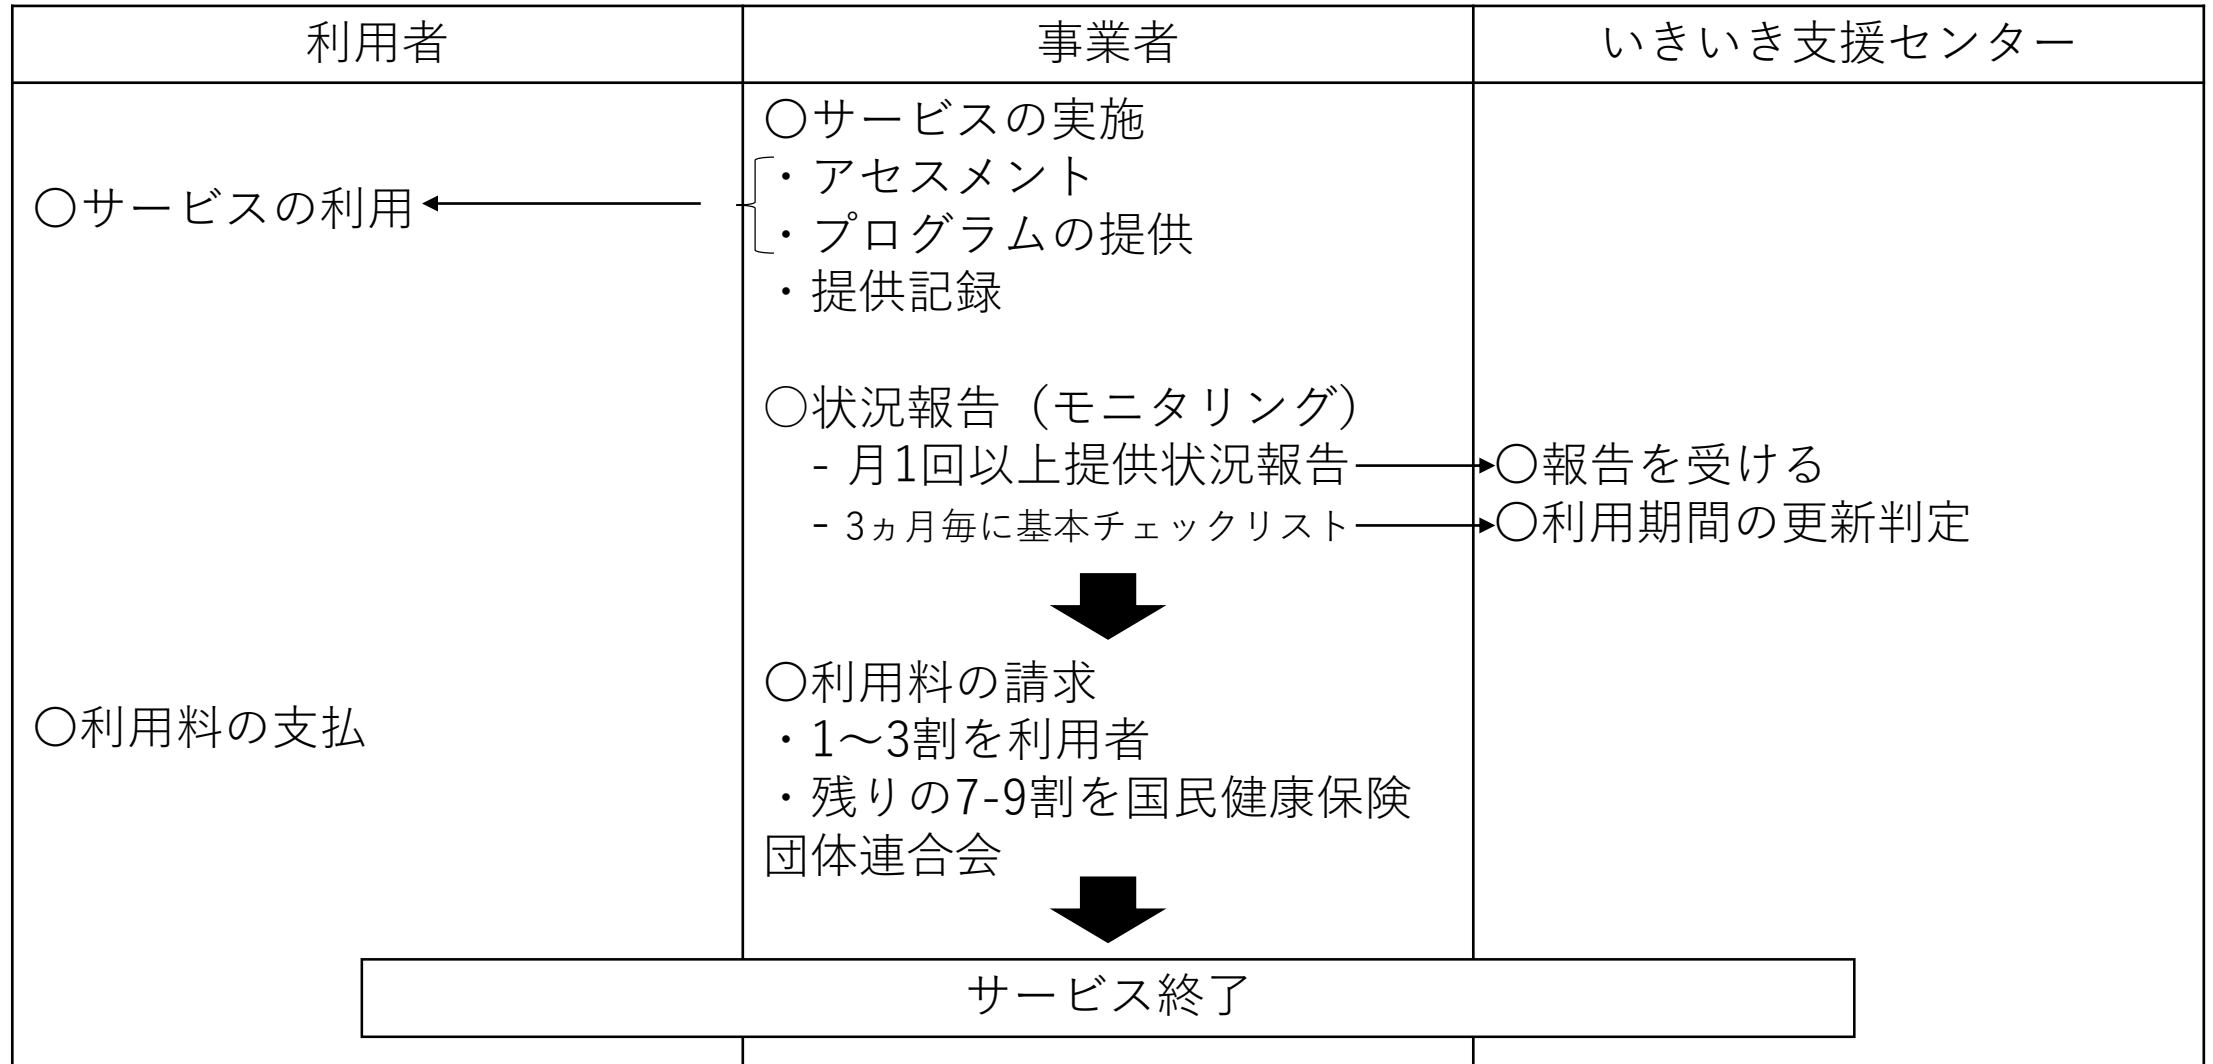 利用者
事業者
いきいき支援センター
〇サービスの利用
〇利用料の支払
〇サービスの実施
・アセスメント
・プログラムの提供
・提供記録
〇状況報告（モニタリング）
- 月1回以上提供状況報告
- 3ヵ月毎に基本チェックリスト
〇利用料の請求
・1～3割を利用者
・残りの7-9割を国民健康保険
団体連合会
〇報告を受ける
〇利用期間の更新判定
サービス終了